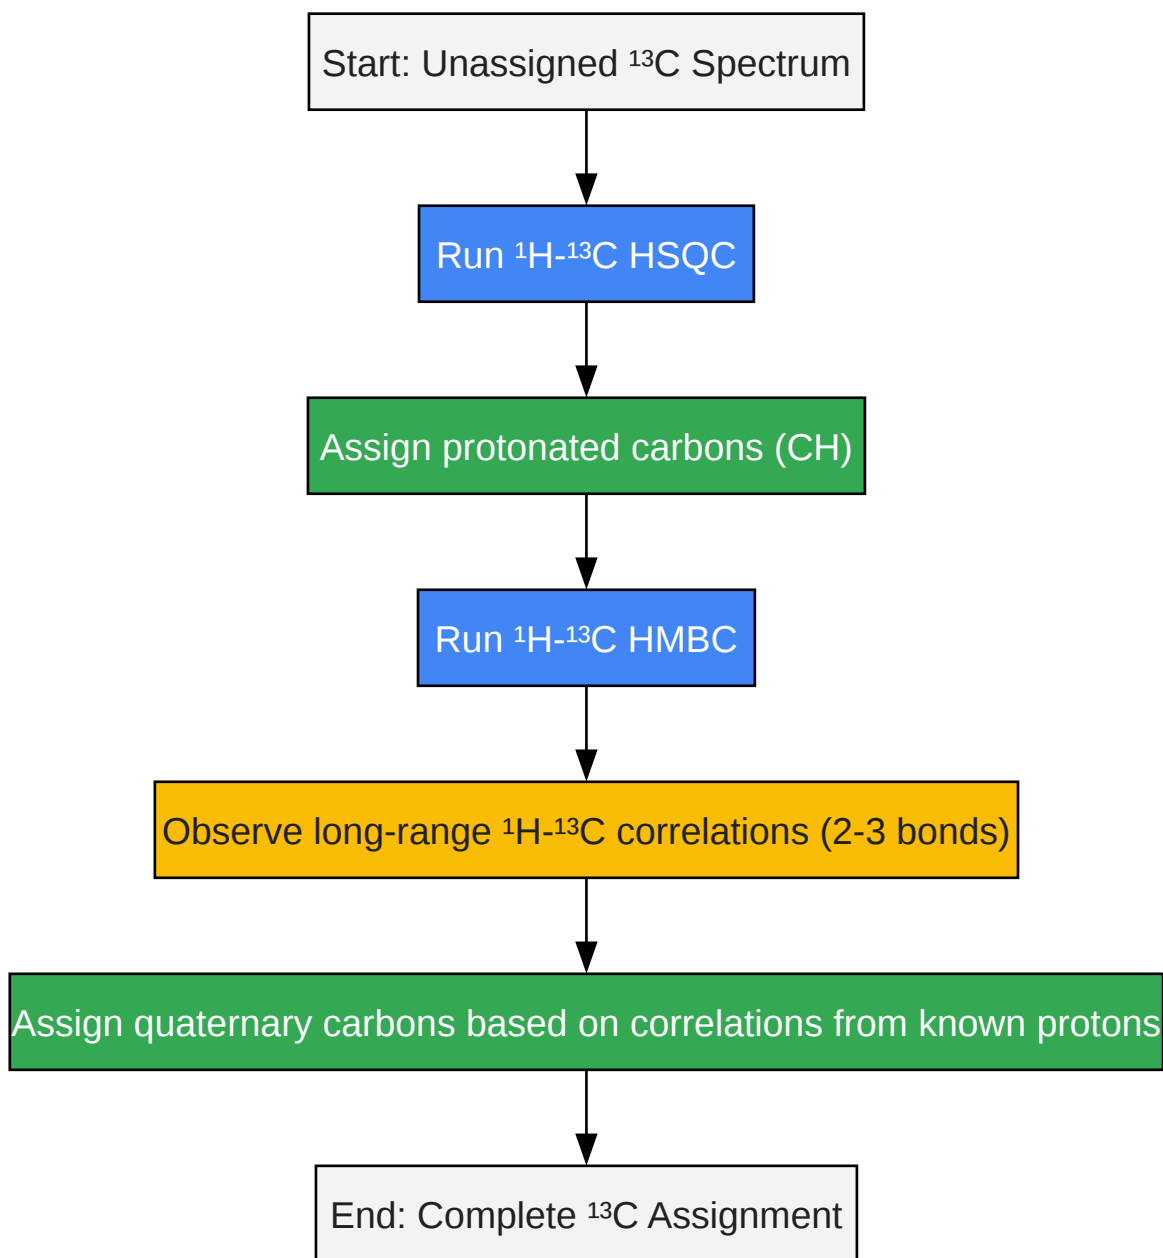 Start: Unassigned ¹³C Spectrum
Run ¹H-¹³C HSQC
Assign protonated carbons (CH)
Run ¹H-¹³C HMBC
Observe long-range ¹H-¹³C correlations (2-3 bonds)
Assign quaternary carbons based on correlations from known protons
End: Complete ¹³C Assignment